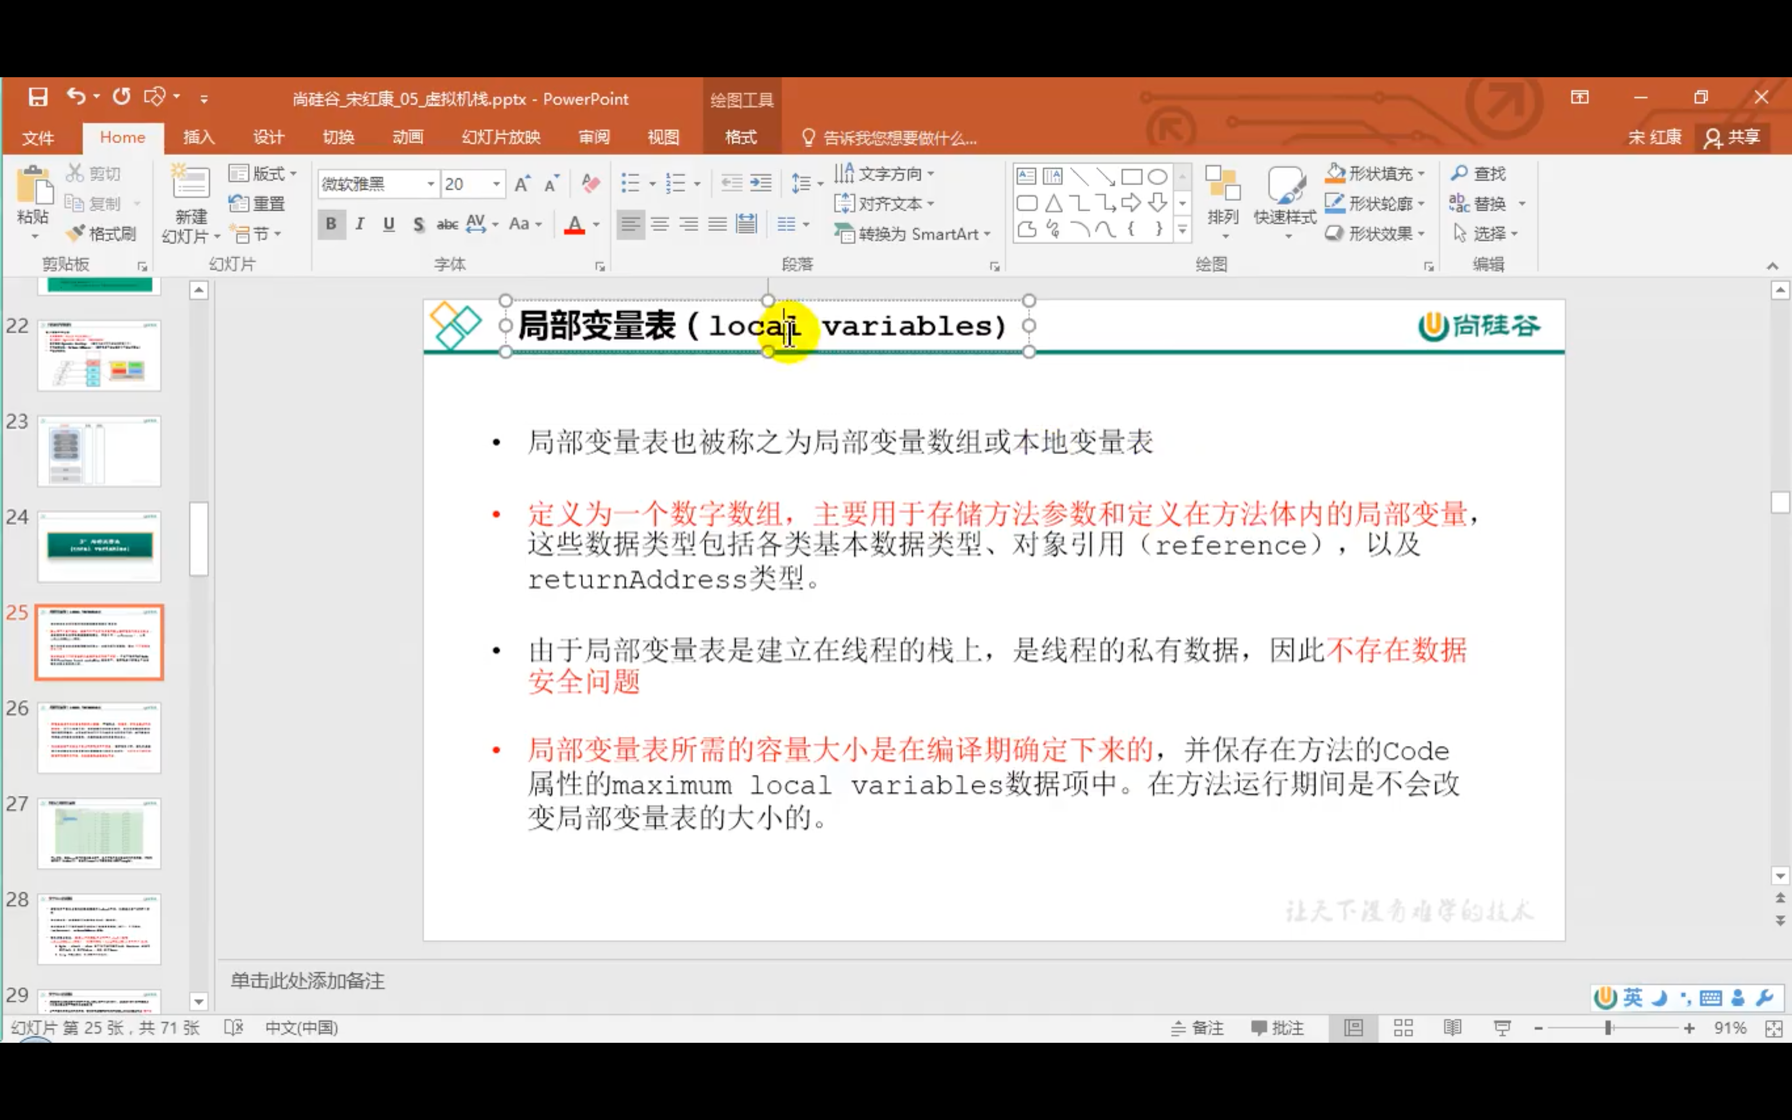 尚硅谷_宋红康_05_虚拟机栈.pptx - PowerPoint
绘图工具
文件 Home 插入 设计 切换 动画 幻灯片放映 审阅 视图 格式 告诉我您想要做什么... 宋 红康 共享
粘贴 剪切 复制 格式刷
剪贴板
新建幻灯片 版式 重置 节
幻灯片
微软雅黑 20
B I U S abc AV Aa A
字体
文字方向
对齐文本
转换为 SmartArt
段落
排列 快速样式 形状填充 形状轮廓 形状效果
绘图
查找
替换
选择
编辑
22
23
24
25
26
27
28
29
局部变量表（local variables)
尚硅谷
• 局部变量表也被称之为局部变量数组或本地变量表
• 定义为一个数字数组，主要用于存储方法参数和定义在方法体内的局部变量，
这些数据类型包括各类基本数据类型、对象引用（reference），以及
returnAddress类型。
• 由于局部变量表是建立在线程的栈上，是线程的私有数据，因此不存在数据
安全问题
• 局部变量表所需的容量大小是在编译期确定下来的，并保存在方法的Code
属性的maximum local variables数据项中。在方法运行期间是不会改
变局部变量表的大小的。
让天下没有难学的技术
单击此处添加备注
英
幻灯片 第 25 张，共 71 张 中文(中国) 备注 批注 91%